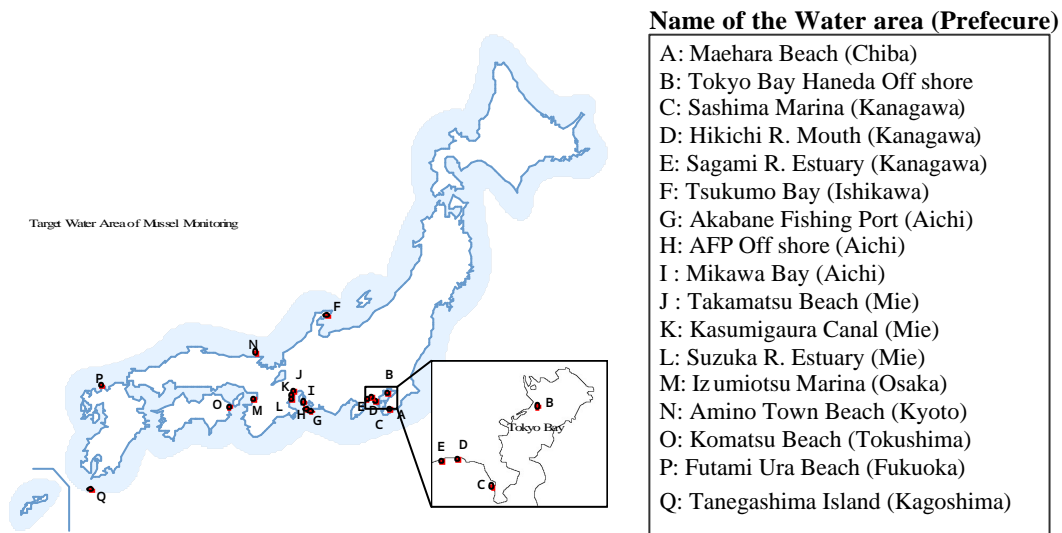 Name of the Water area (Prefecure)
A: Maehara Beach (Chiba)
B: Tokyo Bay Haneda Off shore
C: Sashima Marina (Kanagawa)
D: Hikichi R. Mouth (Kanagawa)
E: Sagami R. Estuary (Kanagawa)
F: Tsukumo Bay (Ishikawa)
G: Akabane Fishing Port (Aichi)
H: AFP Off shore (Aichi)
I : Mikawa Bay (Aichi)
J : Takamatsu Beach (Mie)
K: Kasumigaura Canal (Mie)
L: Suzuka R. Estuary (Mie)
M: Izumiotsu Marina (Osaka)
N: Amino Town Beach (Kyoto)
O: Komatsu Beach (Tokushima)
P: Futami Ura Beach (Fukuoka)
Q: Tanegashima Island (Kagoshima)
Target Water Area of Mussel Monitoring
F
N
P
J
K
I
B
O
M
L
H
G
E
D
C
A
Q
B
Tokyo Bay
E
D
C